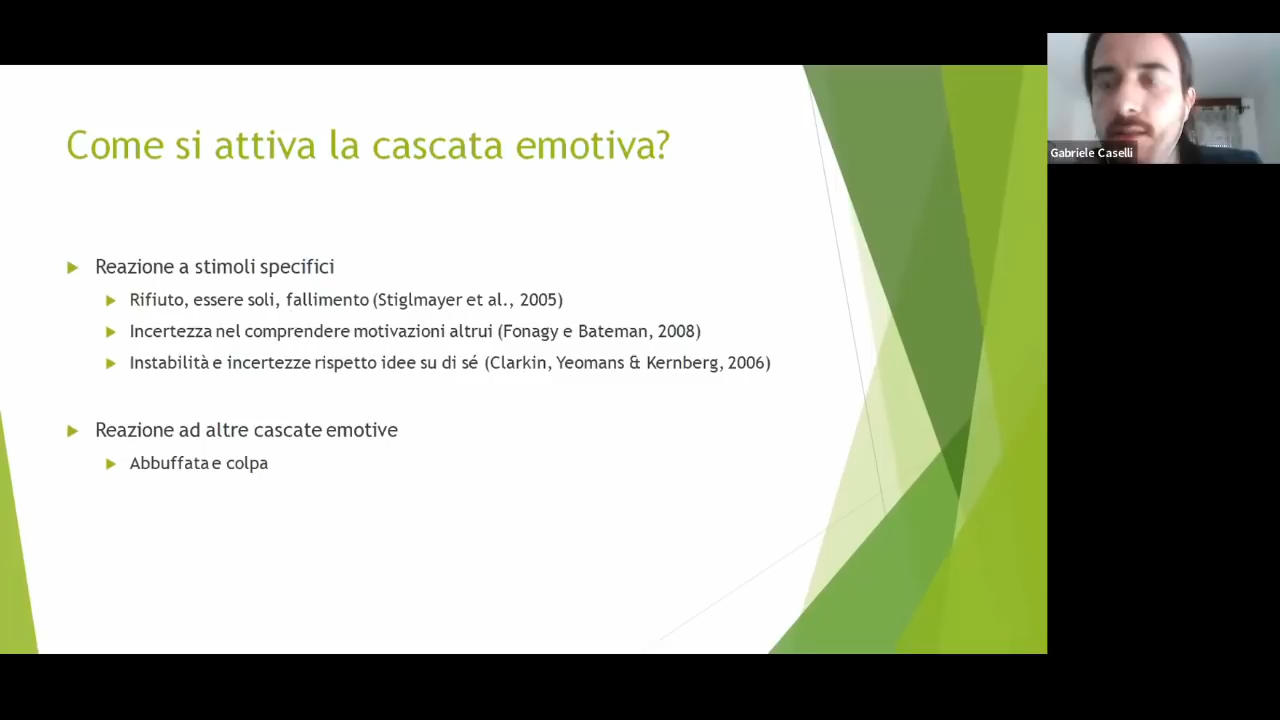 Come si attiva la cascata emotiva?
Reazione a stimoli specifici
Rifiuto, essere soli, fallimento (Stiglmayer et al., 2005)
Incertezza nel comprendere motivazioni altrui (Fonagy e Bateman, 2008)
Instabilità e incertezze rispetto idee su di sé (Clarkin, Yeomans & Kernberg, 2006)
Reazione ad altre cascate emotive
Abbuffata e colpa
Gabriele Caselli